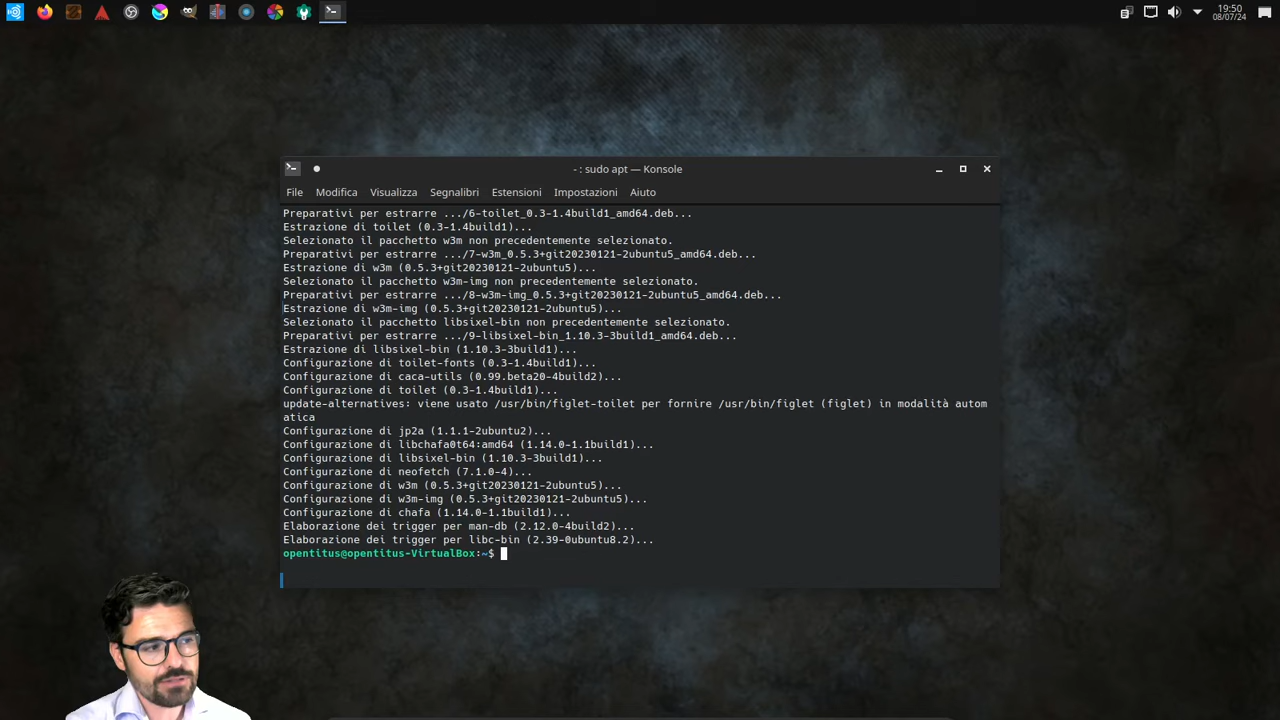 19:50
08/07/24
- : sudo apt — Konsole
File Modifica Visualizza Segnalibri Estensioni Impostazioni Aiuto
Preparativi per estrarre .../6-toilet_0.3-1.4build1_amd64.deb...
Estrazione di toilet (0.3-1.4build1)...
Selezionato il pacchetto w3m non precedentemente selezionato.
Preparativi per estrarre .../7-w3m_0.5.3+git20230121-2ubuntu5_amd64.deb...
Estrazione di w3m (0.5.3+git20230121-2ubuntu5)...
Selezionato il pacchetto w3m-img non precedentemente selezionato.
Preparativi per estrarre .../8-w3m-img_0.5.3+git20230121-2ubuntu5_amd64.deb...
Estrazione di w3m-img (0.5.3+git20230121-2ubuntu5)...
Selezionato il pacchetto libsixel-bin non precedentemente selezionato.
Preparativi per estrarre .../9-libsixel-bin_1.10.3-3build1_amd64.deb...
Estrazione di libsixel-bin (1.10.3-3build1)...
Configurazione di toilet-fonts (0.3-1.4build1)...
Configurazione di caca-utils (0.99.beta20-4build2)...
Configurazione di toilet (0.3-1.4build1)...
update-alternatives: viene usato /usr/bin/figlet-toilet per fornire /usr/bin/figlet (figlet) in modalità autom
atica
Configurazione di jp2a (1.1.1-2ubuntu2)...
Configurazione di libchafa0t64:amd64 (1.14.0-1.1build1)...
Configurazione di libsixel-bin (1.10.3-3build1)...
Configurazione di neofetch (7.1.0-4)...
Configurazione di w3m (0.5.3+git20230121-2ubuntu5)...
Configurazione di w3m-img (0.5.3+git20230121-2ubuntu5)...
Configurazione di chafa (1.14.0-1.1build1)...
Elaborazione dei trigger per man-db (2.12.0-4build2)...
Elaborazione dei trigger per libc-bin (2.39-0ubuntu8.2)...
opentitus@opentitus-VirtualBox:~$